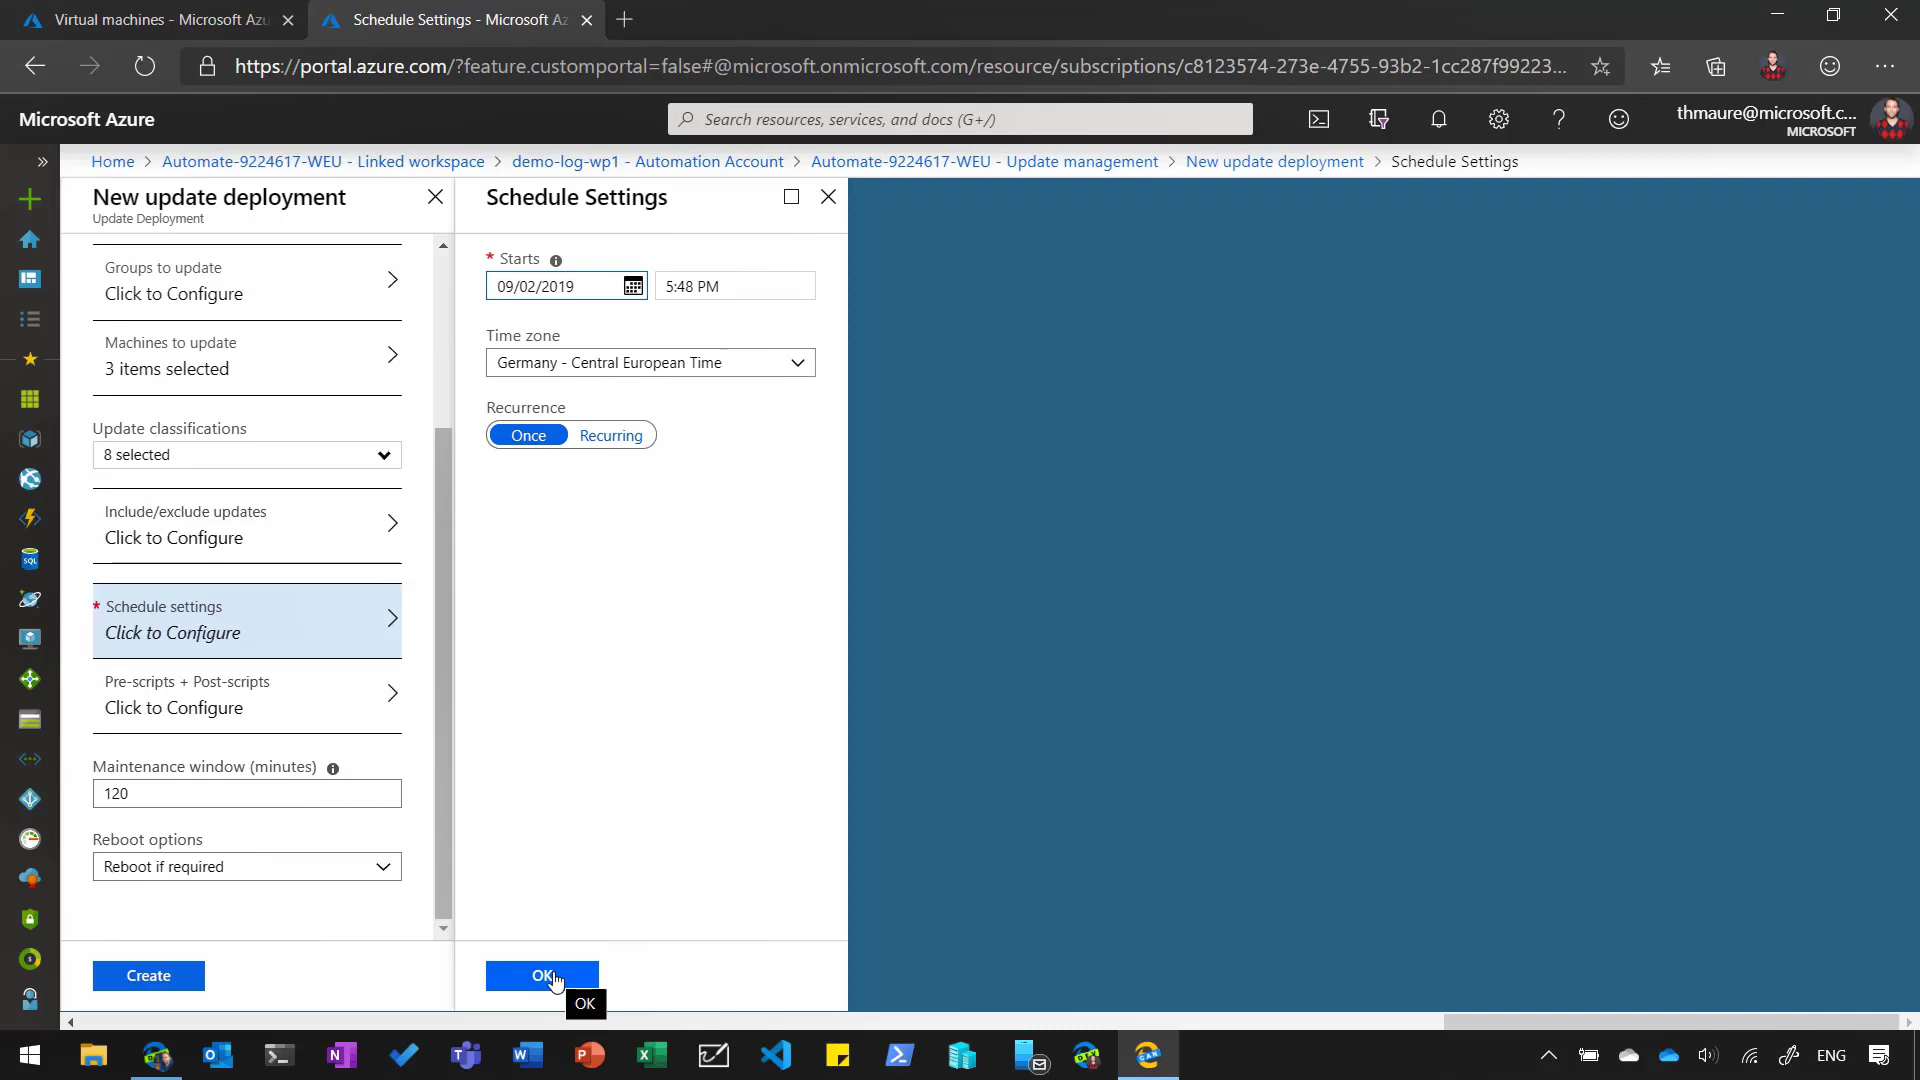 Virtual machines - Microsoft Azu
Schedule Settings - Microsoft Az
https://portal.azure.com/?feature.customportal=false#@microsoft.onmicrosoft.com/resource/subscriptions/c8123574-273e-4755-93b2-1cc287f99223...
Microsoft Azure
Search resources, services, and docs (G+/)
thmaure@microsoft.c...
MICROSOFT
Home > Automate-9224617-WEU - Linked workspace > demo-log-wp1 - Automation Account > Automate-9224617-WEU - Update management > New update deployment > Schedule Settings
New update deployment
Update Deployment
Groups to update
Click to Configure
Machines to update
3 items selected
Update classifications
8 selected
Include/exclude updates
Click to Configure
* Schedule settings
Click to Configure
Pre-scripts + Post-scripts
Click to Configure
Maintenance window (minutes)
120
Reboot options
Reboot if required
Create
Schedule Settings
* Starts
09/02/2019
5:48 PM
Time zone
Germany - Central European Time
Recurrence
Once
Recurring
OK
OK
SQL
CAN
ENG